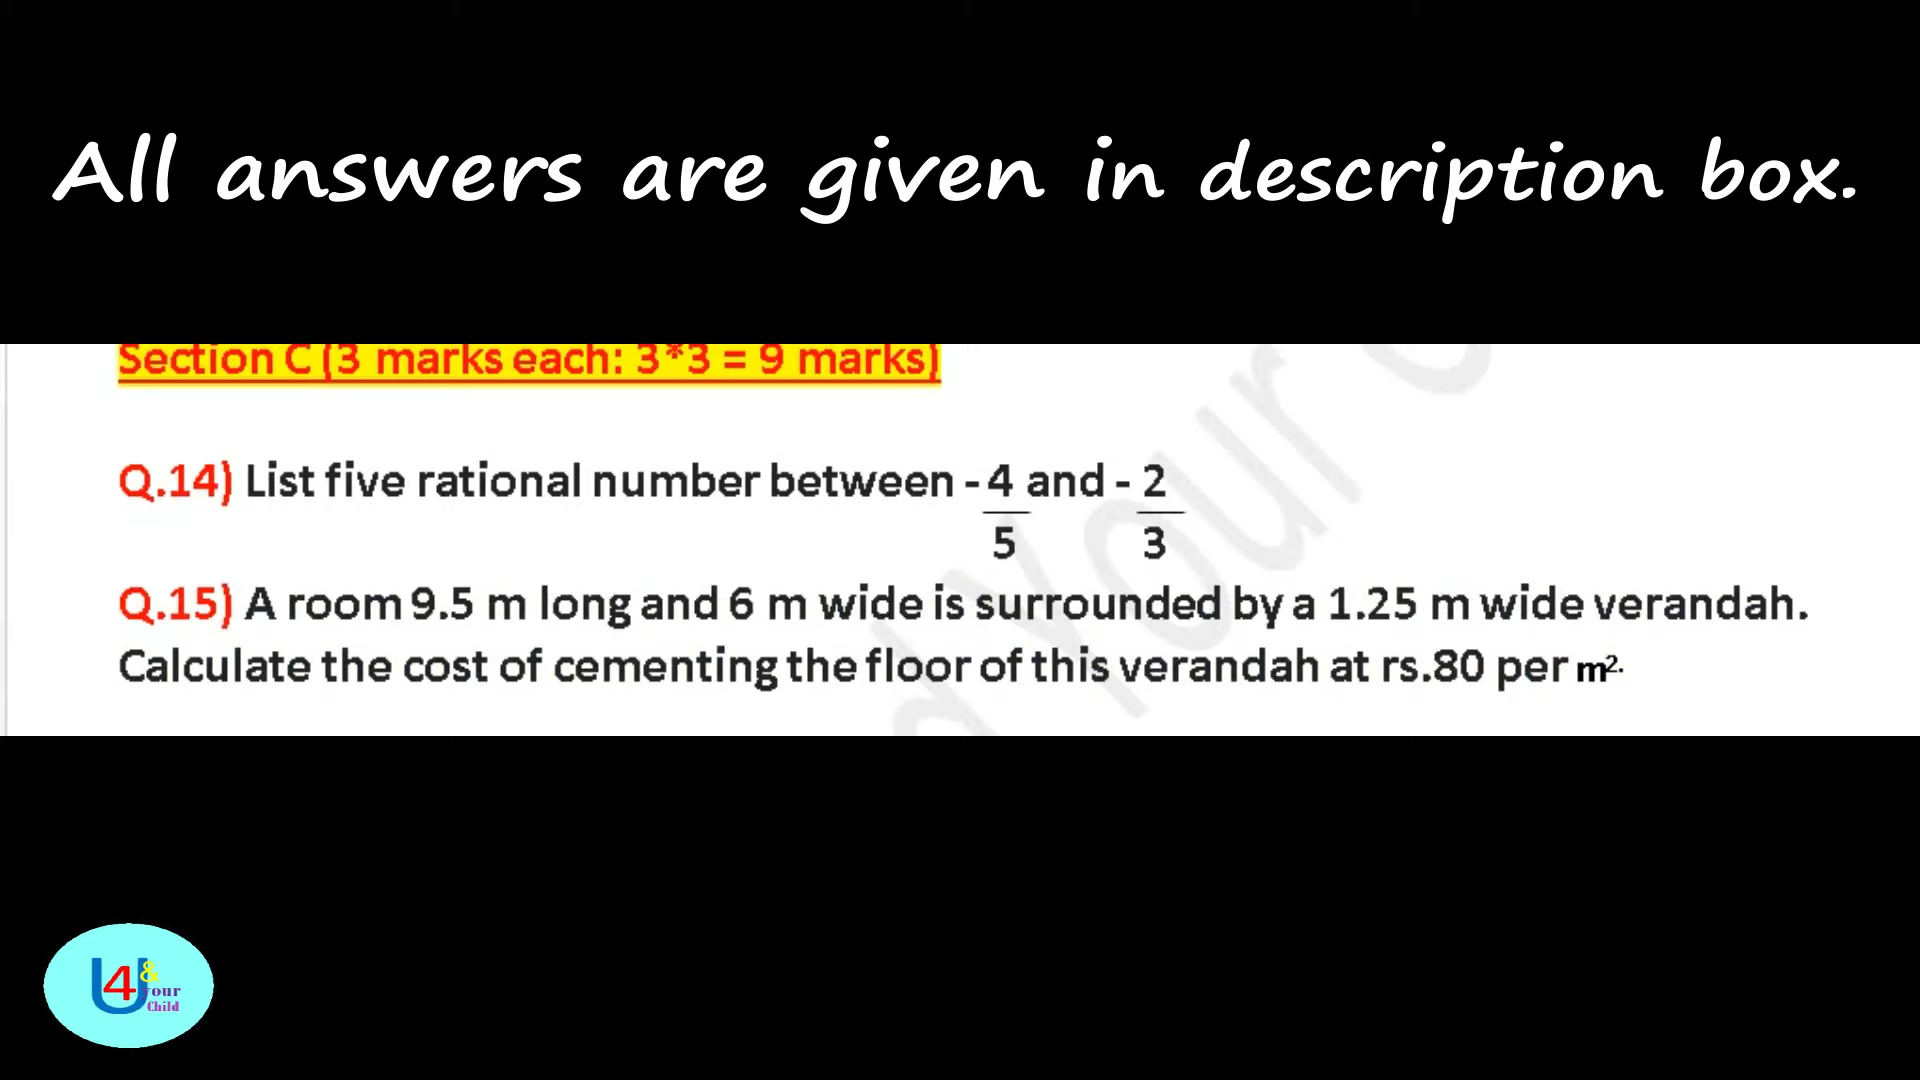 All answers are given in description box.
Section C (3 marks each: 3*3 = 9 marks)
Q.14) List five rational number between - 4 and - 2
5 3
Q.15) A room 9.5 m long and 6 m wide is surrounded by a 1.25 m wide verandah.
Calculate the cost of cementing the floor of this verandah at rs.80 per m².
U 4 &
your
Child